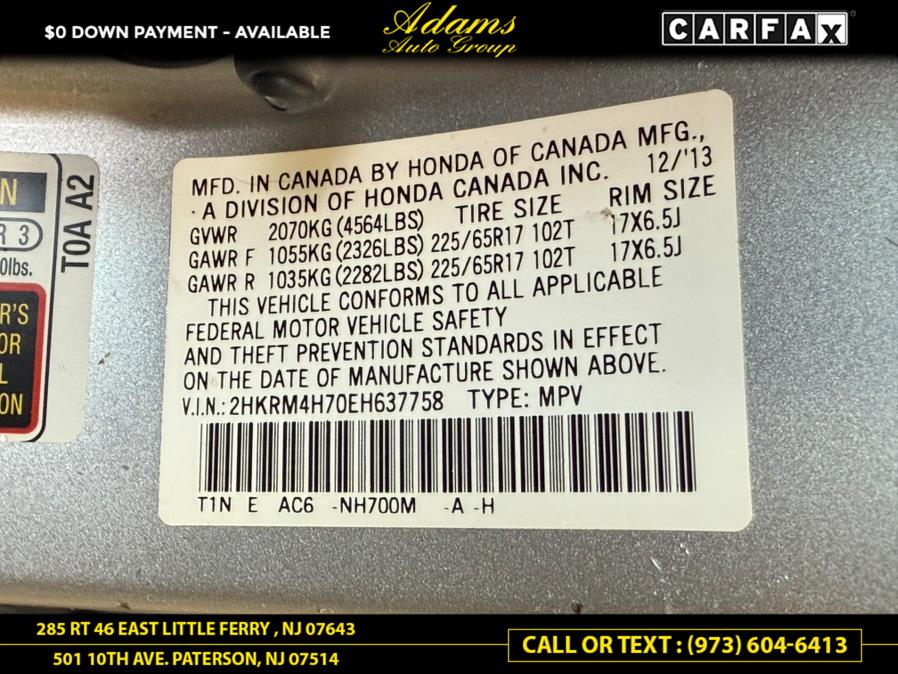 $0 DOWN PAYMENT - AVAILABLE
Adams
Auto Group
CARFAX
N
R 3
0lbs.
R'S
OR
L
ON
T0A A2
MFD. IN CANADA BY HONDA OF CANADA MFG.,
· A DIVISION OF HONDA CANADA INC. 12/'13
GVWR 2070KG(4564LBS) TIRE SIZE RIM SIZE
GAWR F 1055KG(2326LBS) 225/65R17 102T 17X6.5J
GAWR R 1035KG(2282LBS) 225/65R17 102T 17X6.5J
THIS VEHICLE CONFORMS TO ALL APPLICABLE
FEDERAL MOTOR VEHICLE SAFETY
AND THEFT PREVENTION STANDARDS IN EFFECT
ON THE DATE OF MANUFACTURE SHOWN ABOVE.
V.I.N.: 2HKRM4H70EH637758 TYPE: MPV
T1N E AC6 -NH700M -A -H
285 RT 46 EAST LITTLE FERRY , NJ 07643
501 10TH AVE. PATERSON, NJ 07514
CALL OR TEXT : (973) 604-6413